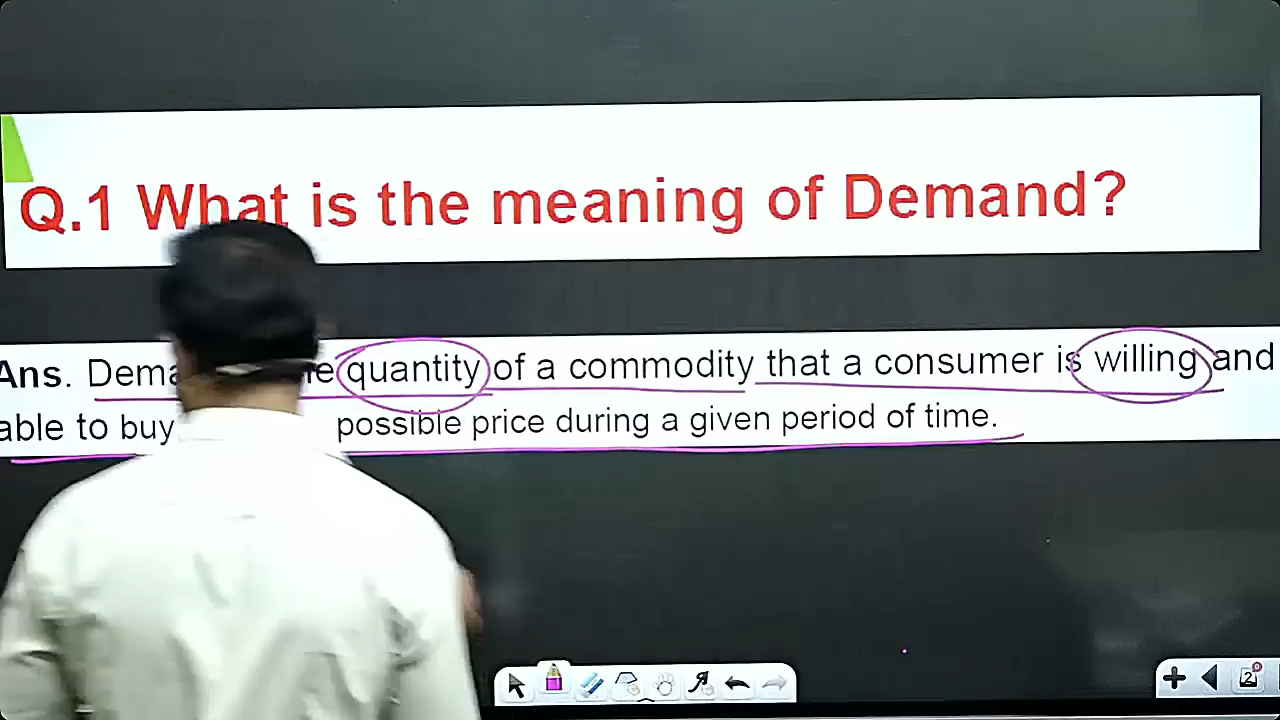 Q.1 What is the meaning of Demand?
Ans. quantity of a commodity that a consumer is willing and
able to buy possible price during a given period of time.
2